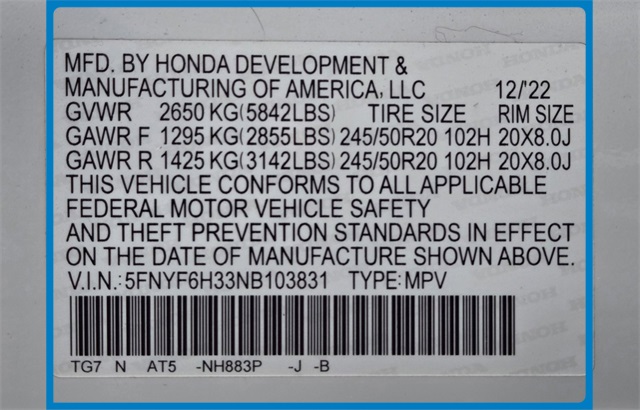 MFD. BY HONDA DEVELOPMENT &
MANUFACTURING OF AMERICA, LLC 12/'22
GVWR 2650 KG(5842LBS) TIRE SIZE RIM SIZE
GAWR F 1295 KG(2855LBS) 245/50R20 102H 20X8.0J
GAWR R 1425 KG(3142LBS) 245/50R20 102H 20X8.0J
THIS VEHICLE CONFORMS TO ALL APPLICABLE
FEDERAL MOTOR VEHICLE SAFETY
AND THEFT PREVENTION STANDARDS IN EFFECT
ON THE DATE OF MANUFACTURE SHOWN ABOVE.
V.I.N.: 5FNYF6H33NB103831 TYPE: MPV
TG7 N AT5 -NH883P -J -B